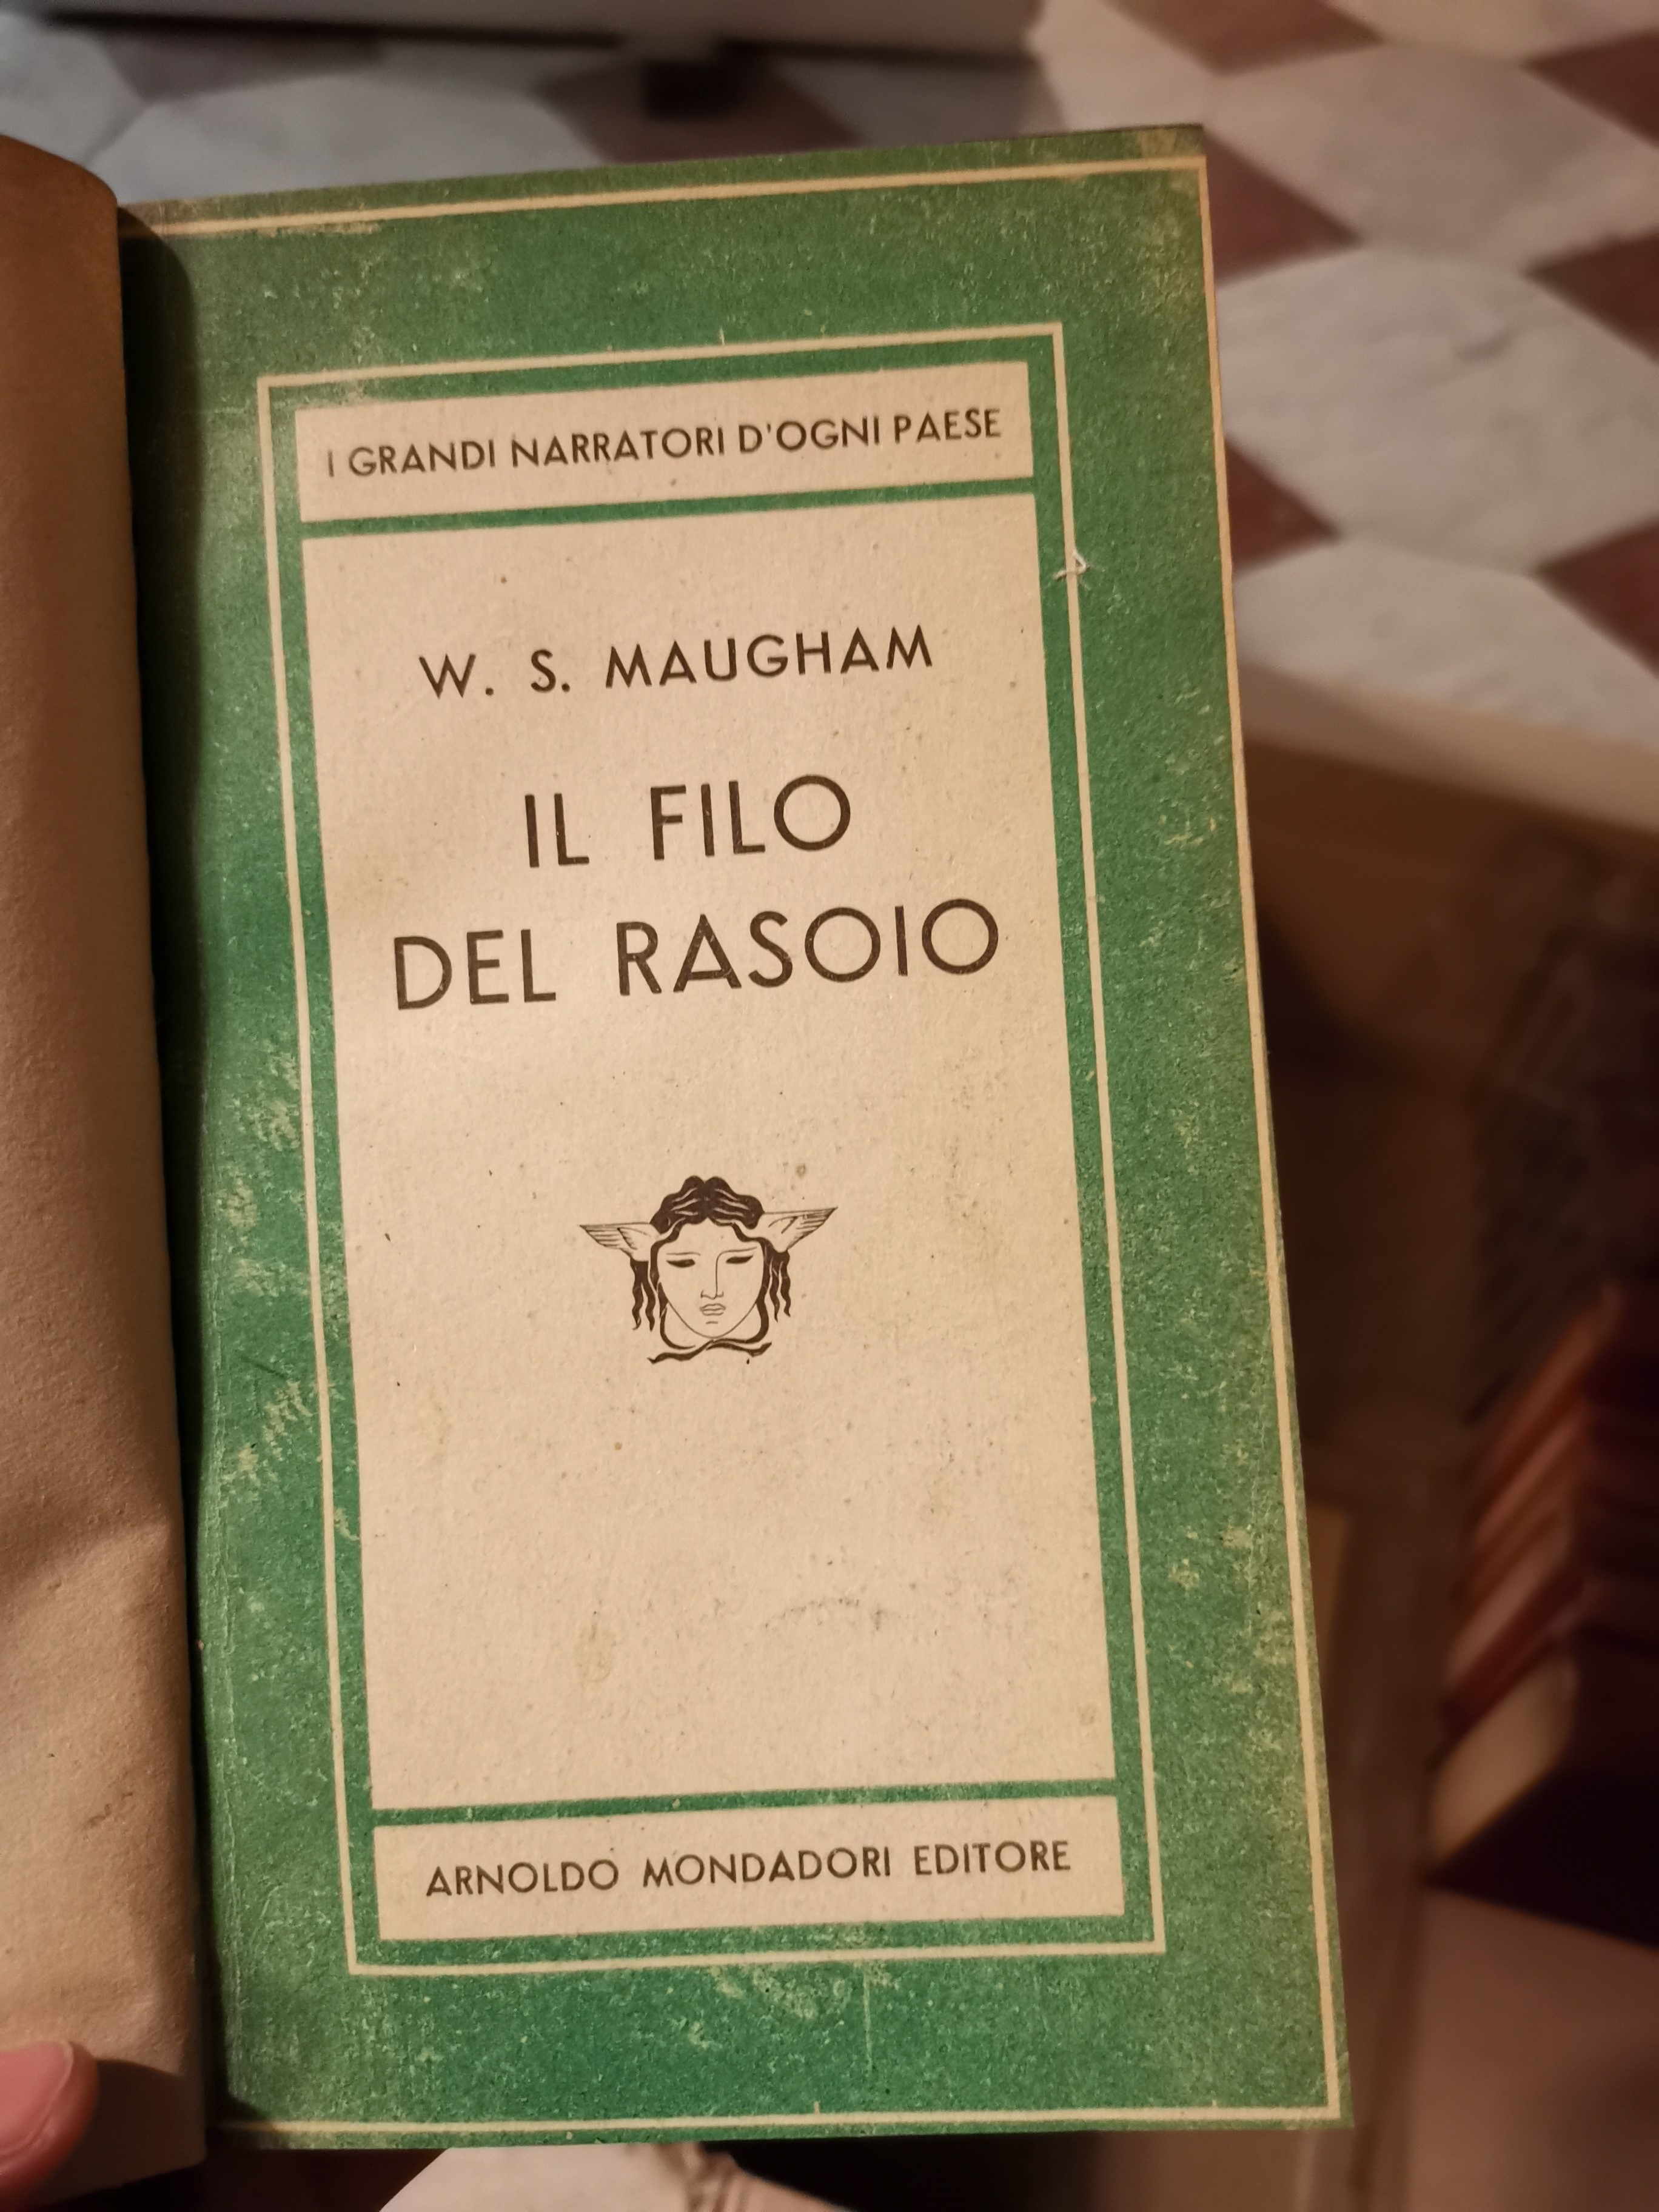 I GRANDI NARRATORI D'OGNI PAESE
W. S. MAUGHAM
IL FILO
DEL RASOIO
ARNOLDO MONDADORI EDITORE